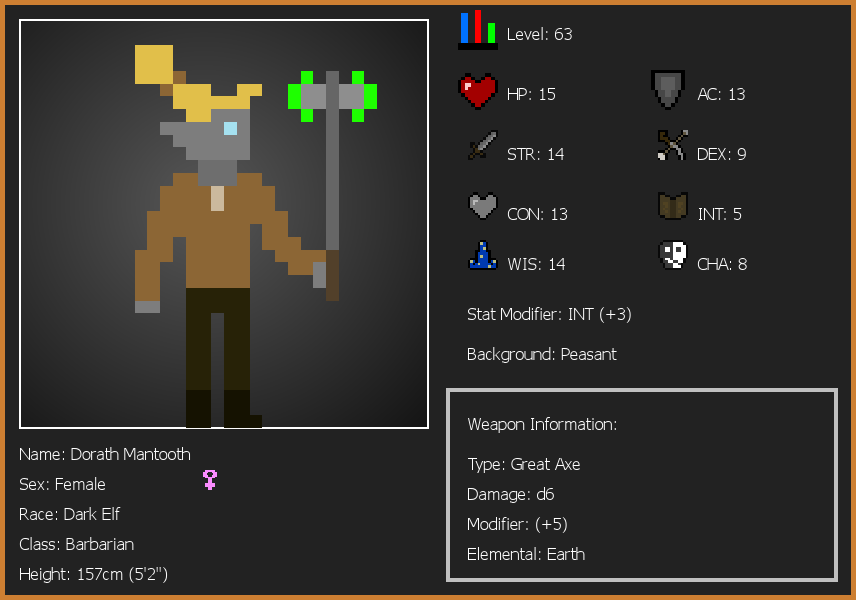 Level: 63
HP: 15
AC: 13
STR: 14
DEX: 9
CON: 13
INT: 5
WIS: 14
CHA: 8
Stat Modifier: INT (+3)
Background: Peasant
Weapon Information:
Type: Great Axe
Damage: d6
Modifier: (+5)
Elemental: Earth
Name: Dorath Mantooth
Sex: Female
Race: Dark Elf
Class: Barbarian
Height: 157cm (5'2")